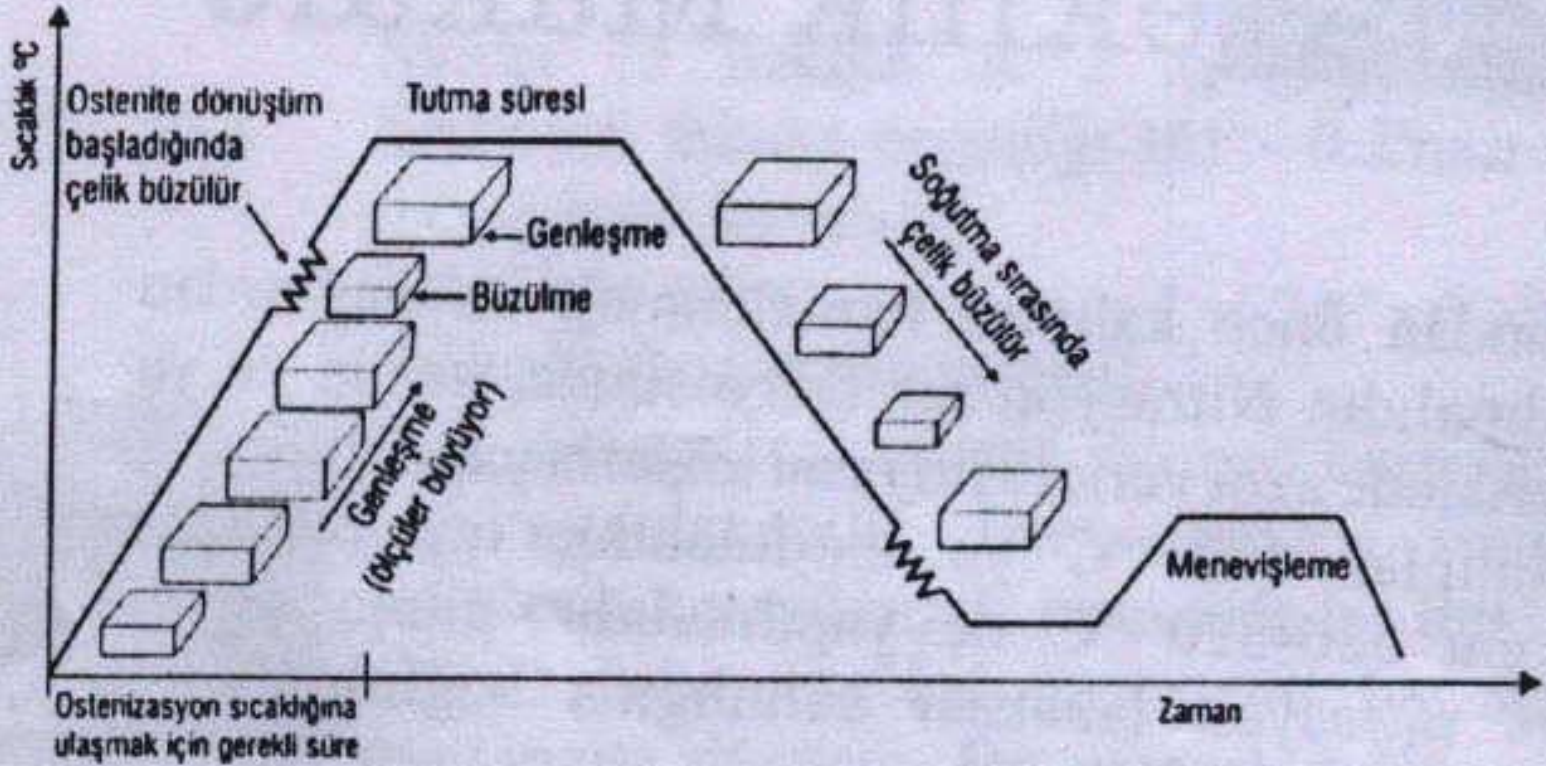 Sıcaklık °C
Ostenite dönüşüm
başladığında
çelik büzülür
Tutma süresi
Genleşme
Büzülme
Genleşme
(ölçüler büyüyor)
Soğutma sırasında
çelik büzülür
Menevişleme
Ostenizasyon sıcaklığına
ulaşmak için gerekli süre
Zaman